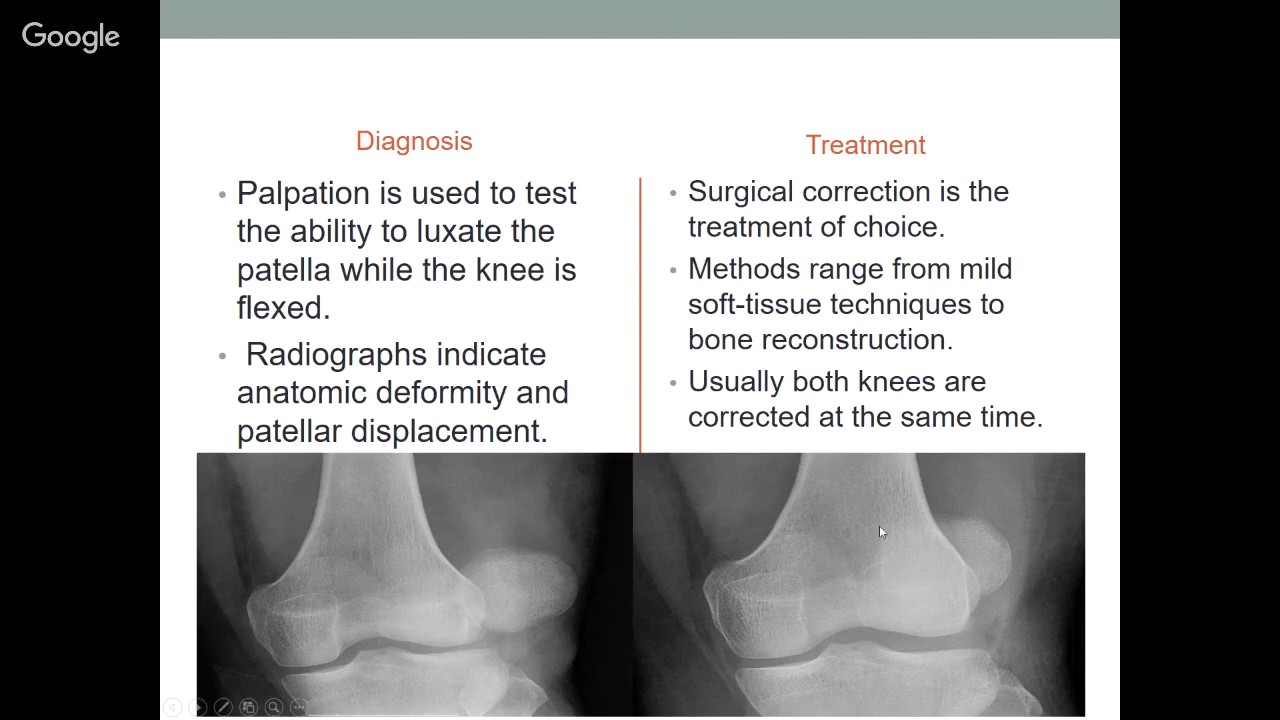 Google
Diagnosis
• Palpation is used to test
the ability to luxate the
patella while the knee is
flexed.
• Radiographs indicate
anatomic deformity and
patellar displacement.
Treatment
• Surgical correction is the
treatment of choice.
• Methods range from mild
soft-tissue techniques to
bone reconstruction.
• Usually both knees are
corrected at the same time.